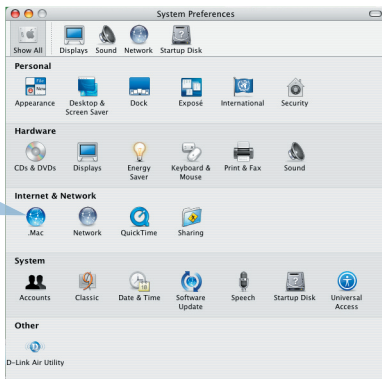 System Preferences
Show All Displays Sound Network Startup Disk
Personal
Appearance Desktop & Screen Saver Dock Exposé International Security
Hardware
CDs & DVDs Displays Energy Saver Keyboard & Mouse Print & Fax Sound
Internet & Network
.Mac Network QuickTime Sharing
System
Accounts Classic Date & Time Software Update Speech Startup Disk Universal Access
Other
D-Link Air Utility